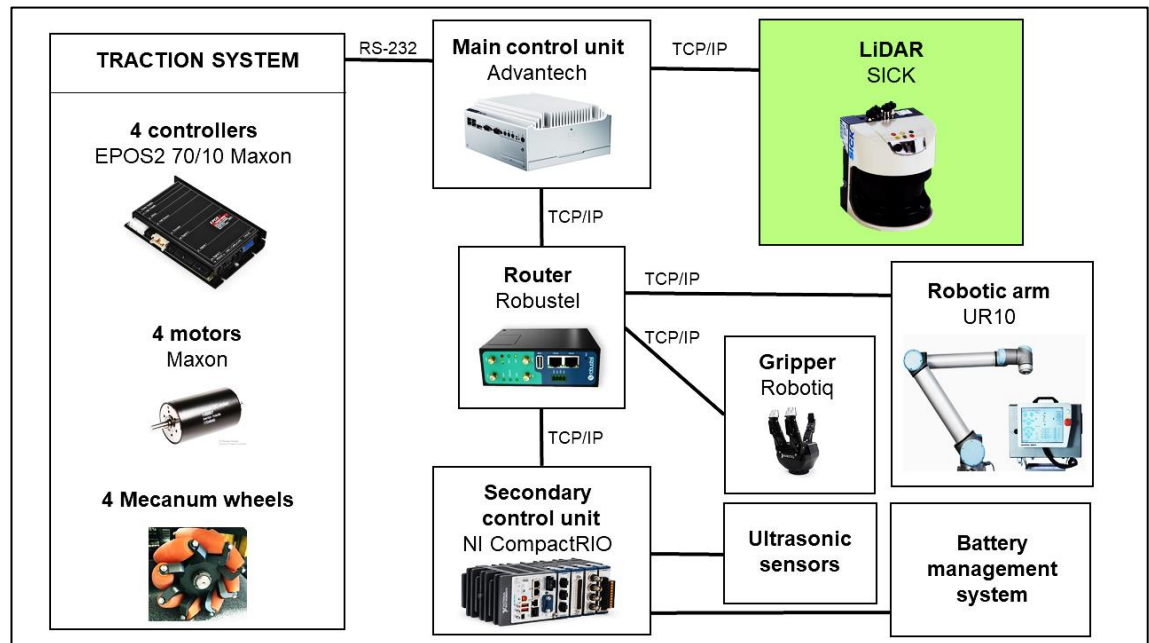 TRACTION SYSTEM
4 controllers
EPOS2 70/10 Maxon
4 motors
Maxon
4 Mecanum wheels
RS-232
Main control unit
Advantech
TCP/IP
LiDAR
SICK
SICK
TCP/IP
Router
Robustel
TCP/IP
Robotic arm
UR10
TCP/IP
Gripper
Robotiq
TCP/IP
Secondary
control unit
NI CompactRIO
Ultrasonic
sensors
Battery
management
system